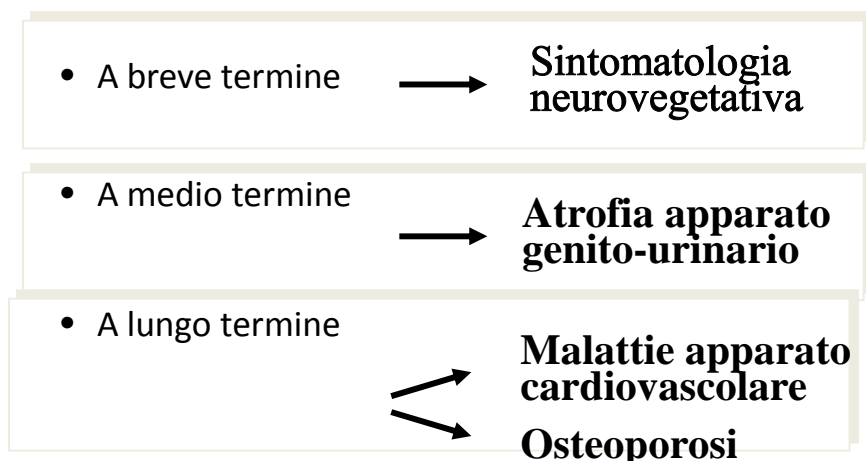 • A breve termine
Sintomatologia
neurovegetativa
• A medio termine
Atrofia apparato
genito-urinario
• A lungo termine
Malattie apparato
cardiovascolare
Osteoporosi